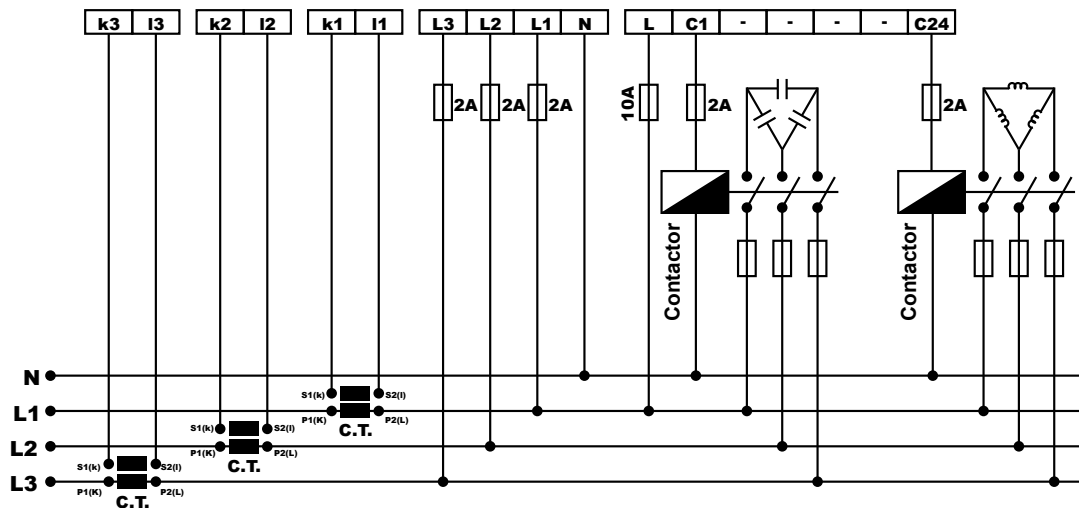 k3 l3 k2 l2 k1 l1 L3 L2 L1 N L C1 - - - - C24
2A 2A 2A 10A 2A 2A
Contactor Contactor
N
S1(k) S2(l)
L1
P1(K) P2(L)
C.T.
S1(k) S2(l)
L2
P1(K) P2(L)
C.T.
S1(k) S2(l)
L3
P1(K) P2(L)
C.T.